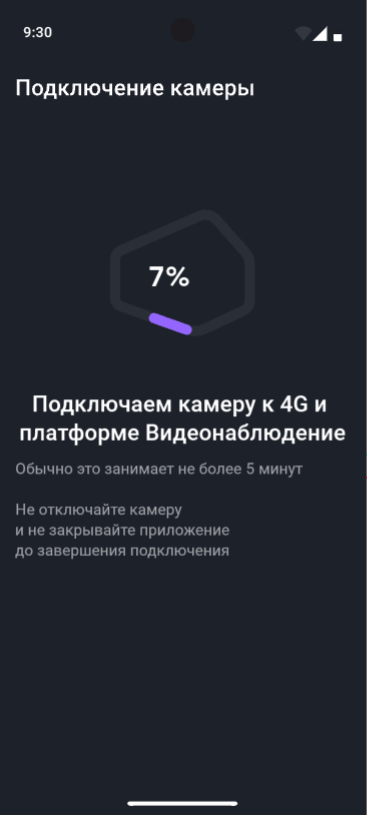 9:30
Подключение камеры
7%
Подключаем камеру к 4G и
платформе Видеонаблюдение
Обычно это занимает не более 5 минут
Не отключайте камеру
и не закрывайте приложение
до завершения подключения